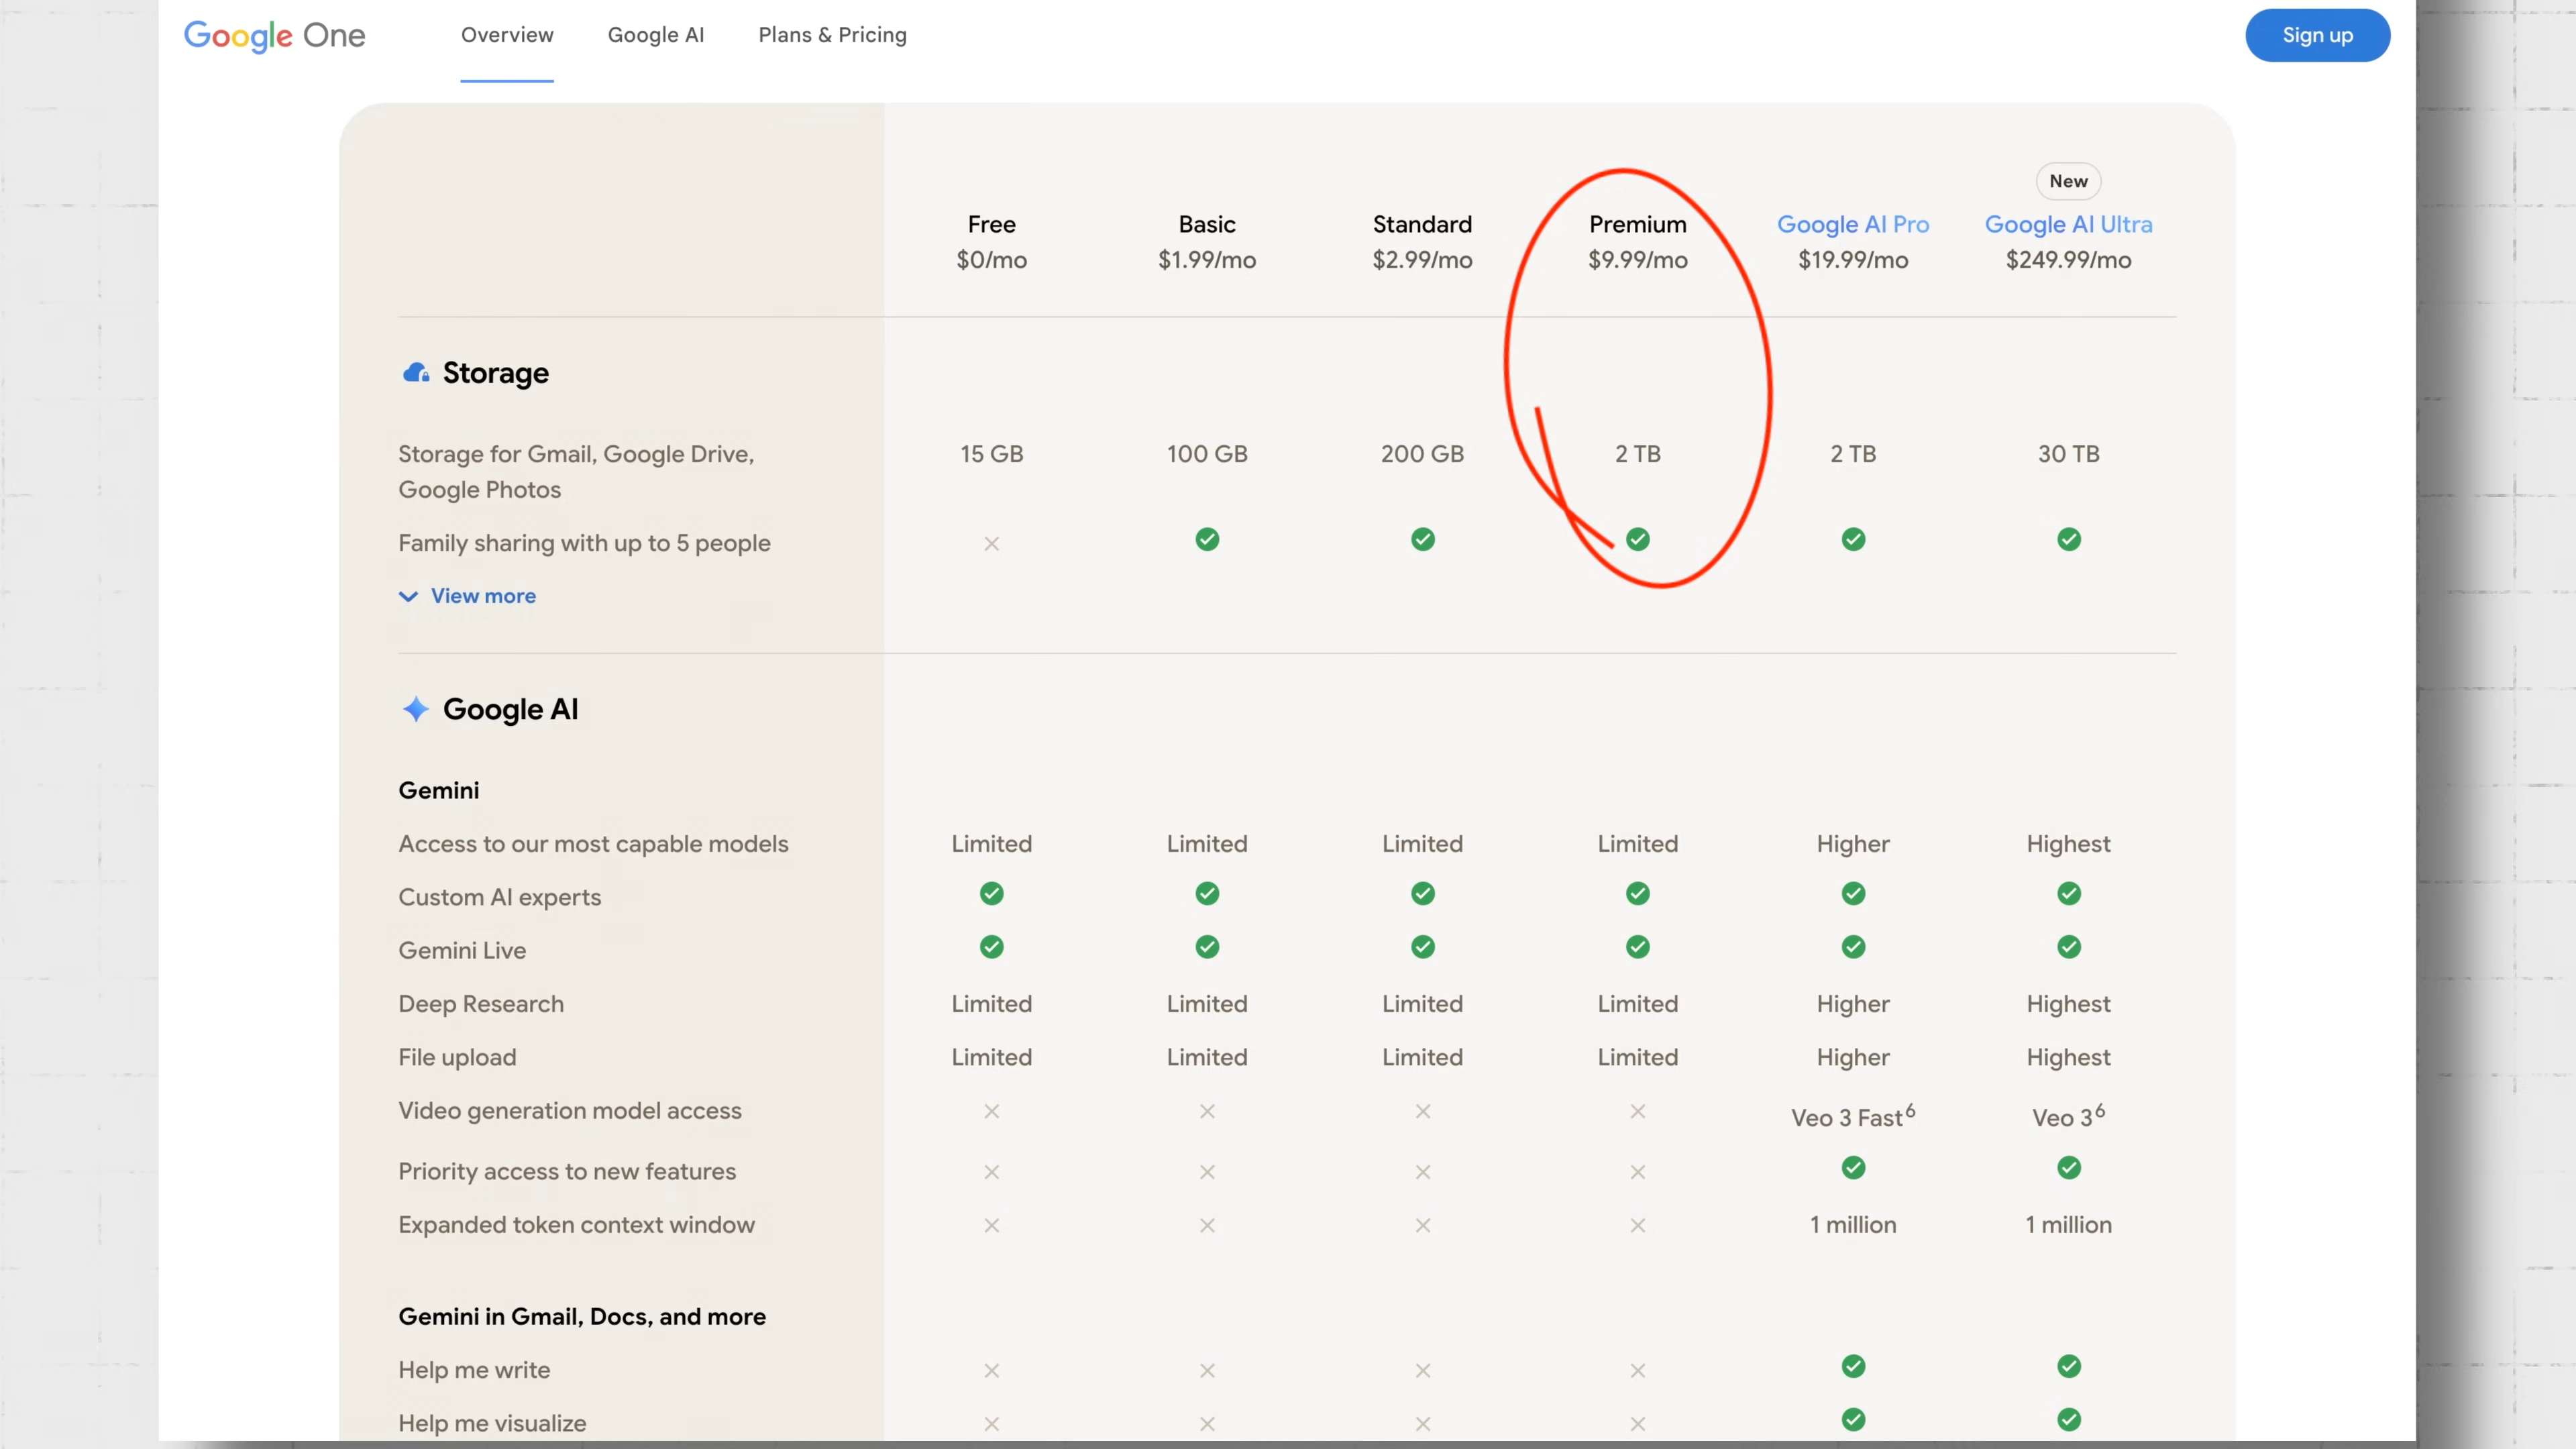 Google One Overview Google AI Plans & Pricing Sign up
New
Free Basic Standard Premium Google AI Pro Google AI Ultra
$0/mo $1.99/mo $2.99/mo $9.99/mo $19.99/mo $249.99/mo
Storage
Storage for Gmail, Google Drive, 15 GB 100 GB 200 GB 2 TB 2 TB 30 TB
Google Photos
Family sharing with up to 5 people
View more
Google AI
Gemini
Access to our most capable models Limited Limited Limited Limited Higher Highest
Custom AI experts
Gemini Live
Deep Research Limited Limited Limited Limited Higher Highest
File upload Limited Limited Limited Limited Higher Highest
Video generation model access Veo 3 Fast⁶ Veo 3⁶
Priority access to new features
Expanded token context window 1 million 1 million
Gemini in Gmail, Docs, and more
Help me write
Help me visualize